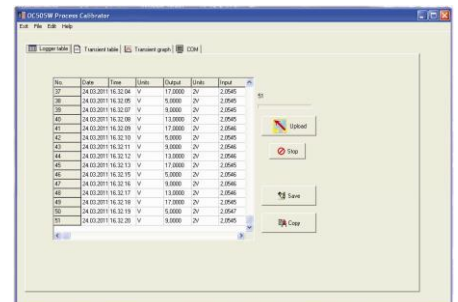 OC505W Process Calibrator
Exit File Edit Help
Logger table Transient table Transient graph COM
No. Date Time Units Output Units Input
37 24.03.2011 16.32.04 V 17,0000 2V 2,0545
38 24.03.2011 16.32.05 V 5,0000 2V 2,0545
39 24.03.2011 16.32.07 V 9,0000 2V 2,0546
40 24.03.2011 16.32.08 V 13,0000 2V 2,0546
41 24.03.2011 16.32.09 V 17,0000 2V 2,0546
42 24.03.2011 16.32.10 V 5,0000 2V 2,0545
43 24.03.2011 16.32.11 V 9,0000 2V 2,0546
44 24.03.2011 16.32.12 V 13,0000 2V 2,0546
45 24.03.2011 16.32.13 V 17,0000 2V 2,0545
46 24.03.2011 16.32.15 V 5,0000 2V 2,0545
47 24.03.2011 16.32.16 V 9,0000 2V 2,0546
48 24.03.2011 16.32.17 V 13,0000 2V 2,0546
49 24.03.2011 16.32.18 V 17,0000 2V 2,0545
50 24.03.2011 16.32.19 V 5,0000 2V 2,0547
51 24.03.2011 16.32.20 V 9,0000 2V 2,0545
51
Upload
Stop
Save
Copy